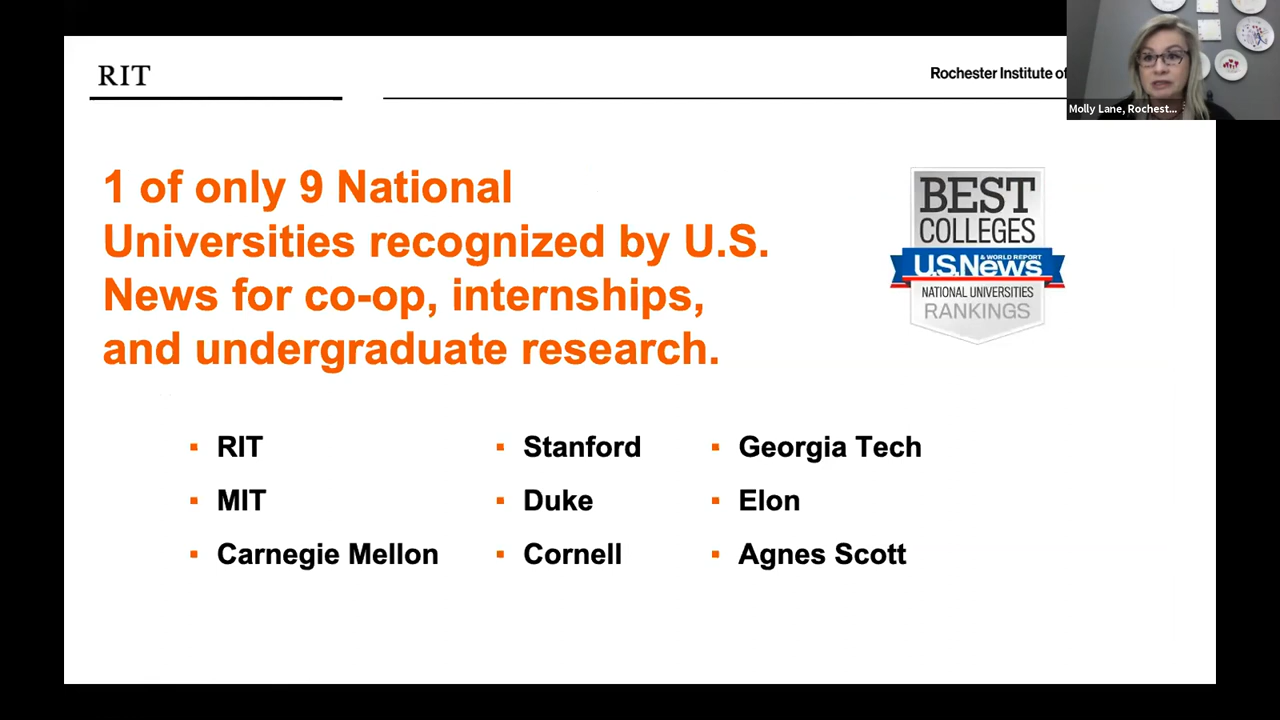 RIT
Rochester Institute of
Molly Lane, Rochest...
1 of only 9 National
Universities recognized by U.S.
News for co-op, internships,
and undergraduate research.
BEST
COLLEGES
& WORLD REPORT
U.S.News
NATIONAL UNIVERSITIES
RANKINGS
▪ RIT
▪ MIT
▪ Carnegie Mellon
▪ Stanford
▪ Duke
▪ Cornell
▪ Georgia Tech
▪ Elon
▪ Agnes Scott